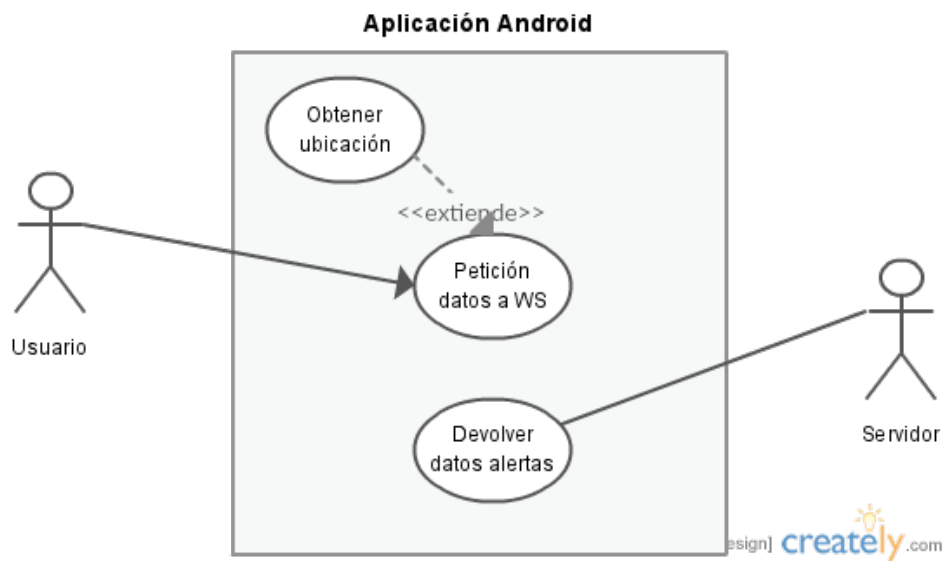 Aplicación Android
Obtener
ubicación
<<extiende>>
Petición
datos a WS
Usuario
Devolver
datos alertas
Servidor
esign] creately.com